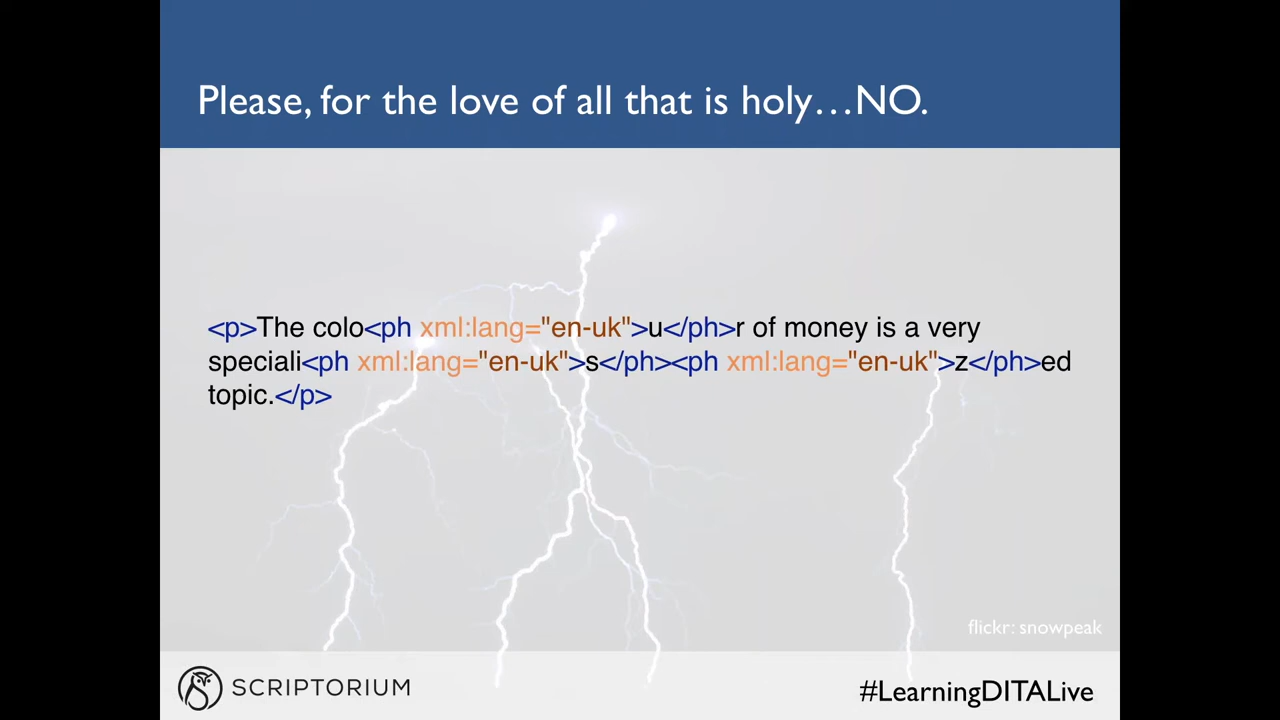 Please, for the love of all that is holy…NO.
<p>The colo<ph xml:lang="en-uk">u</ph>r of money is a very
speciali<ph xml:lang="en-uk">s</ph><ph xml:lang="en-uk">z</ph>ed
topic.</p>
flickr: snowpeak
SCRIPTORIUM
#LearningDITALive